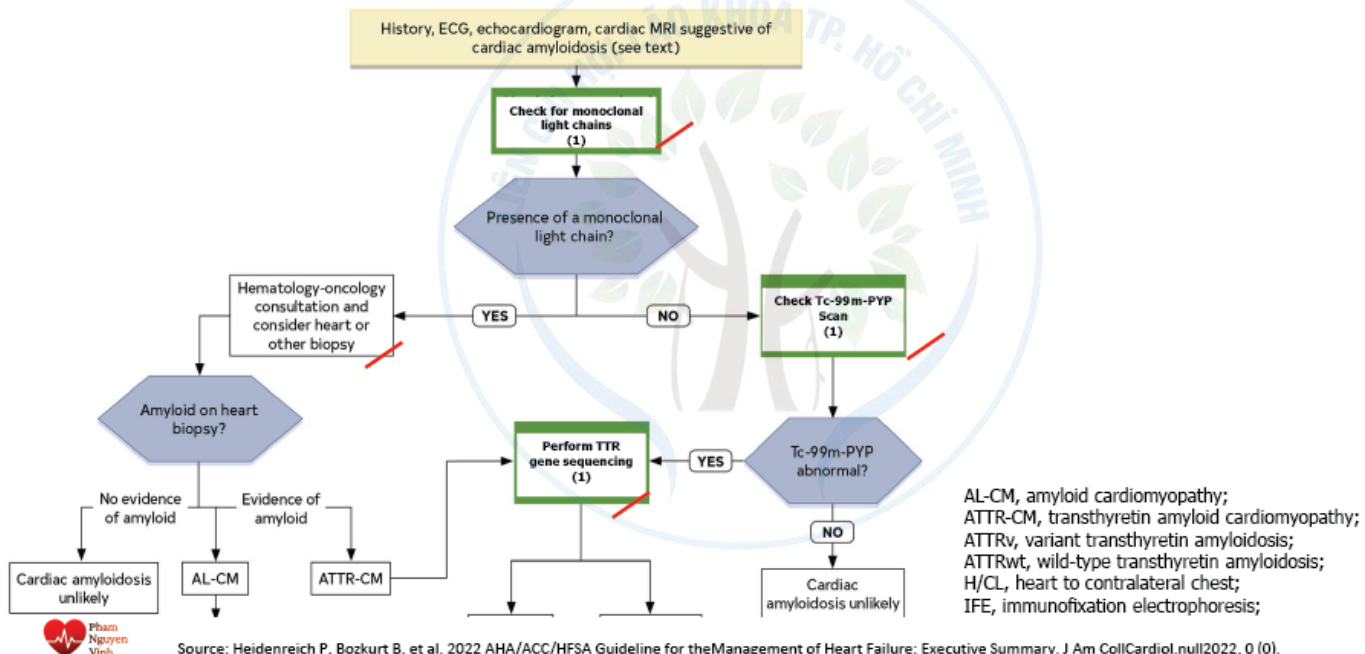 History, ECG, echocardiogram, cardiac MRI suggestive of
cardiac amyloidosis (see text)
Check for monoclonal
light chains
(1)
Presence of a monoclonal
light chain?
Hematology-oncology
consultation and
consider heart or
other biopsy
YES
NO
Check Tc-99m-PYP
Scan
(1)
Amyloid on heart
biopsy?
Perform TTR
gene sequencing
(1)
YES
Tc-99m-PYP
abnormal?
No evidence
of amyloid
Evidence of
amyloid
NO
Cardiac amyloidosis
unlikely
AL-CM
ATTR-CM
Cardiac
amyloidosis unlikely
AL-CM, amyloid cardiomyopathy;
ATTR-CM, transthyretin amyloid cardiomyopathy;
ATTRv, variant transthyretin amyloidosis;
ATTRwt, wild-type transthyretin amyloidosis;
H/CL, heart to contralateral chest;
IFE, immunofixation electrophoresis;
Pham
Nguyen
Vinh
Source: Heidenreich P, Bozkurt B, et al. 2022 AHA/ACC/HFSA Guideline for theManagement of Heart Failure: Executive Summary. J Am CollCardiol.null2022, 0 (0).
KHOA TP. HỒ CHÍ MINH